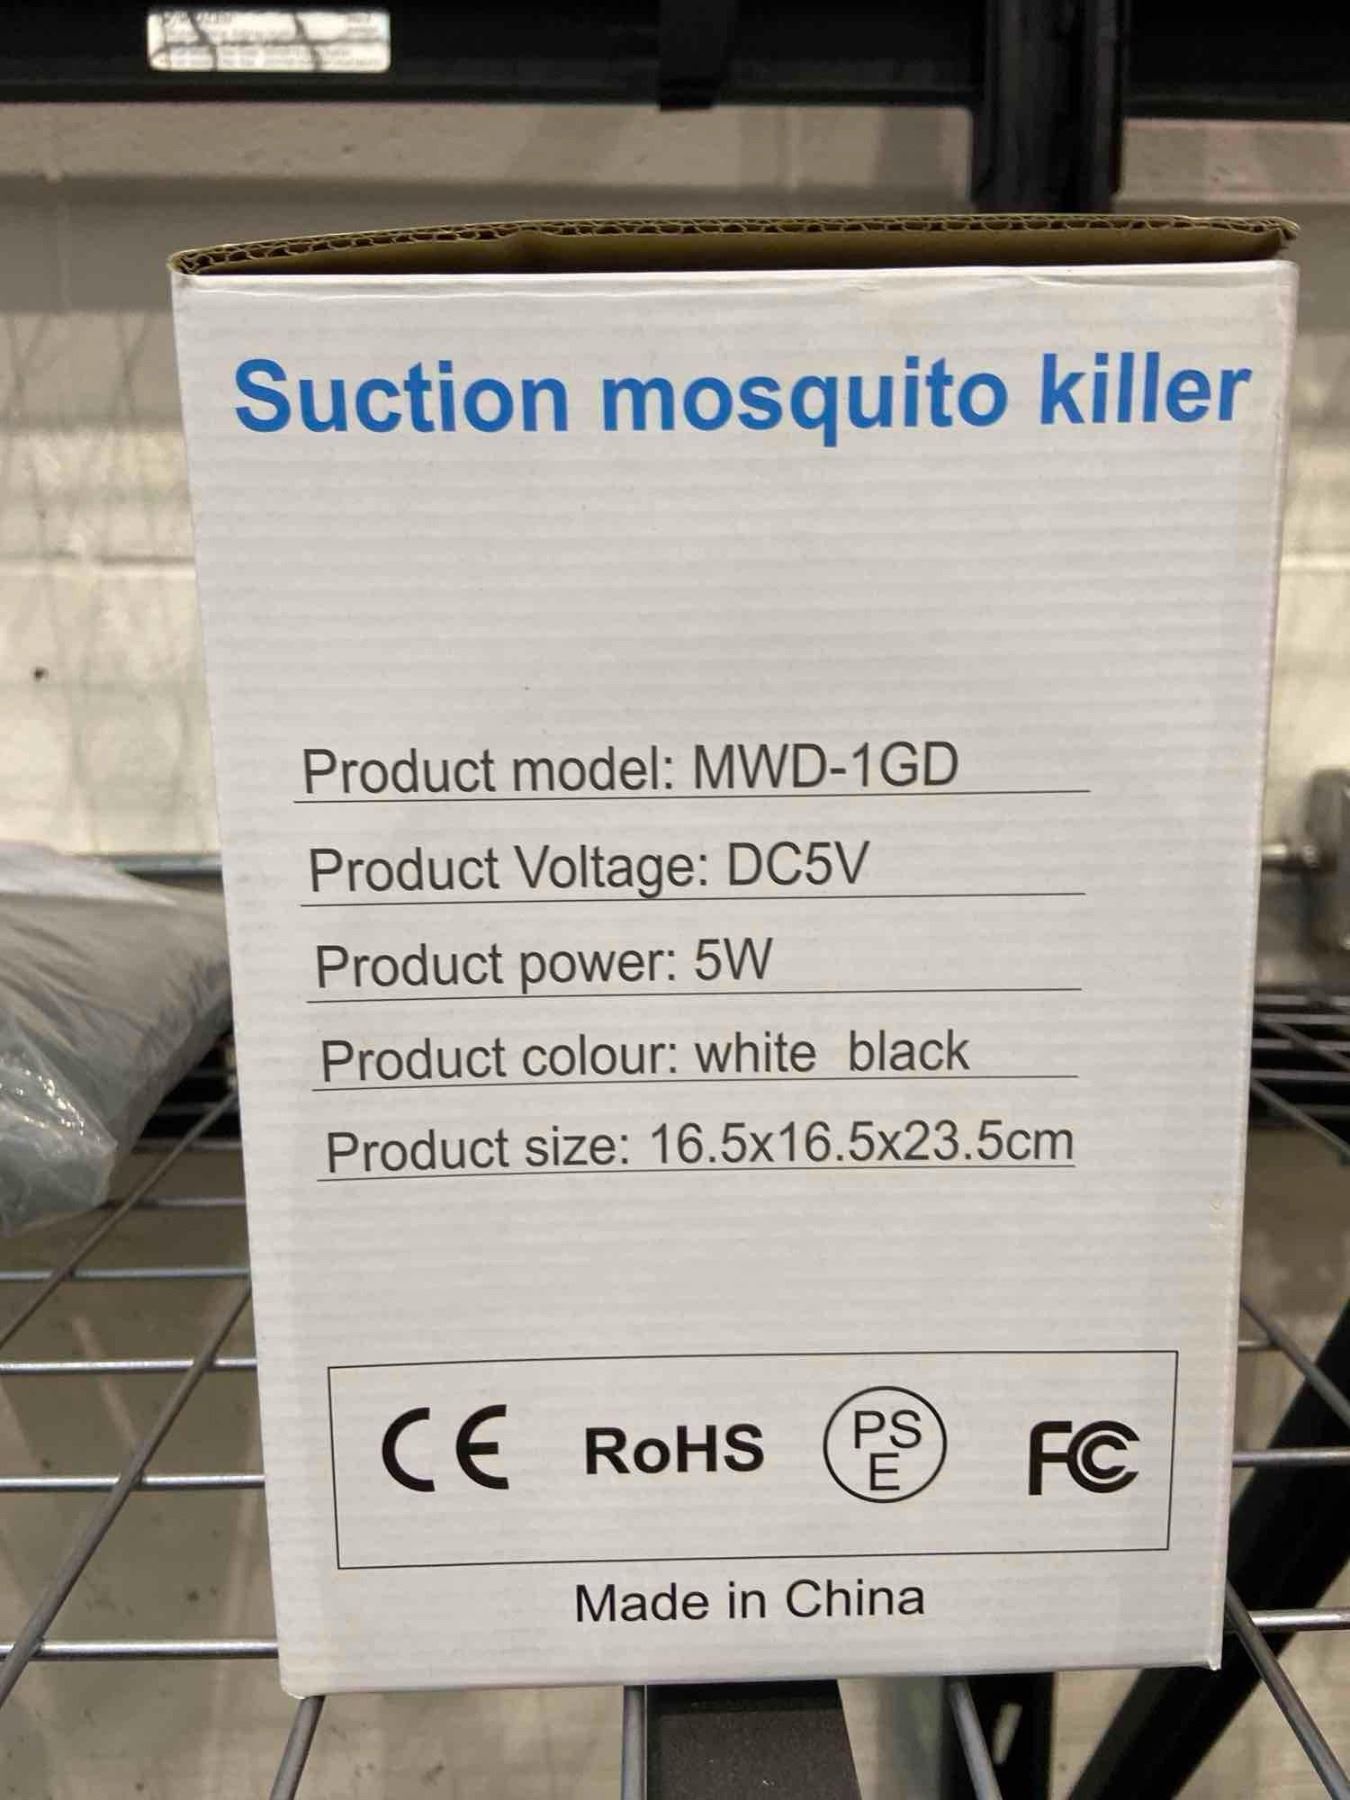 Suction mosquito killer
Product model: MWD-1GD
Product Voltage: DC5V
Product power: 5W
Product colour: white black
Product size: 16.5x16.5x23.5cm
CE RoHS PSE FC
Made in China